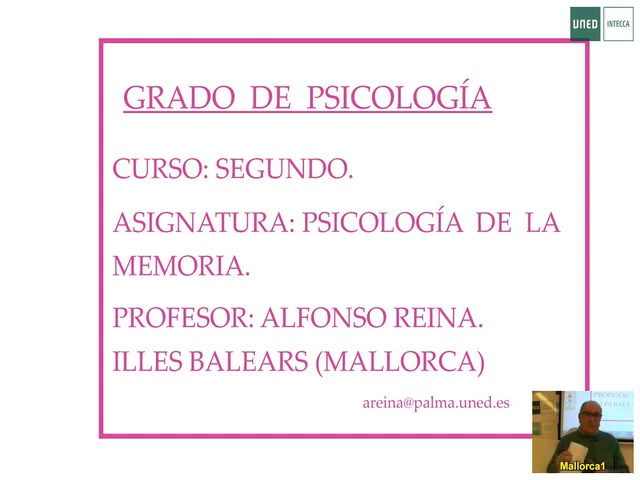 UNED INTECCA
GRADO DE PSICOLOGÍA
CURSO: SEGUNDO.
ASIGNATURA: PSICOLOGÍA DE LA
MEMORIA.
PROFESOR: ALFONSO REINA.
ILLES BALEARS (MALLORCA)
areina@palma.uned.es
Mallorca1